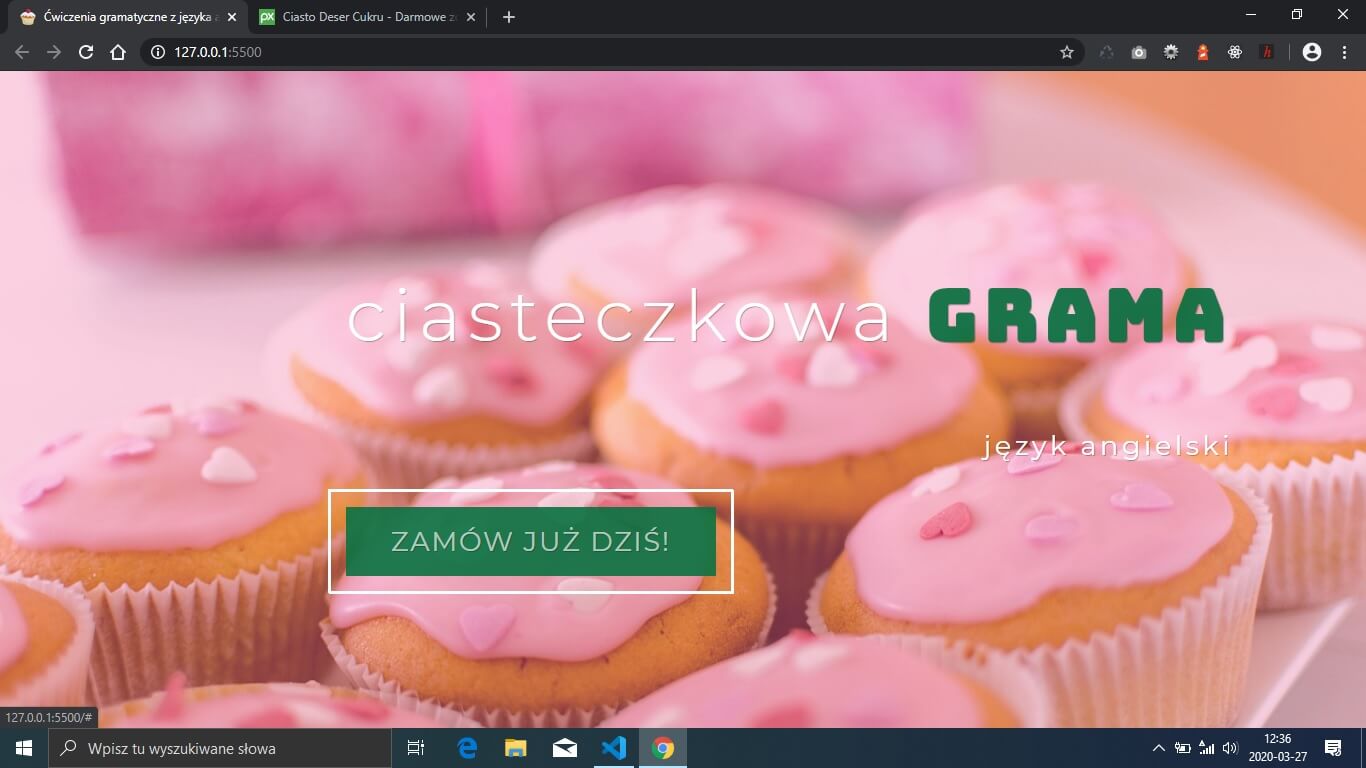 Ćwiczenia gramatyczne z języka
Ciasto Deser Cukru - Darmowe
127.0.0.1:5500
ciasteczkowa GRAMA
język angielski
ZAMÓW JUŻ DZIŚ!
127.0.0.1:5500/#
Wpisz tu wyszukiwane słowa
12:36
2020-03-27